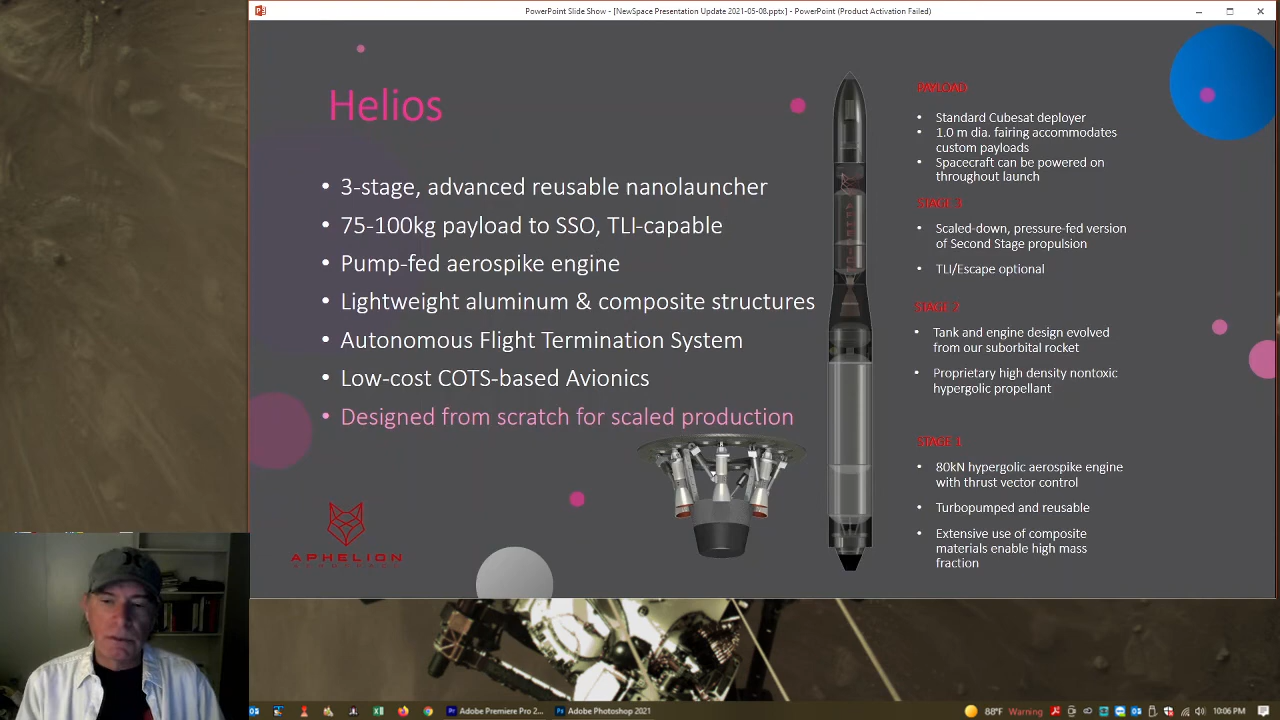 PowerPoint Slide Show - [NewSpace Presentation Update 2021-05-08.pptx] - PowerPoint (Product Activation Failed)
Helios
• 3-stage, advanced reusable nanolauncher
• 75-100kg payload to SSO, TLI-capable
• Pump-fed aerospike engine
• Lightweight aluminum & composite structures
• Autonomous Flight Termination System
• Low-cost COTS-based Avionics
• Designed from scratch for scaled production
APHELION
APHELION
PAYLOAD
• Standard Cubesat deployer
• 1.0 m dia. fairing accommodates
custom payloads
• Spacecraft can be powered on
throughout launch
STAGE 3
• Scaled-down, pressure-fed version
of Second Stage propulsion
• TLI/Escape optional
STAGE 2
• Tank and engine design evolved
from our suborbital rocket
• Proprietary high density nontoxic
hypergolic propellant
STAGE 1
• 80kN hypergolic aerospike engine
with thrust vector control
• Turbopumped and reusable
• Extensive use of composite
materials enable high mass
fraction
Adobe Premiere Pro 2...
Adobe Photoshop 2021
88°F Warning
10:06 PM